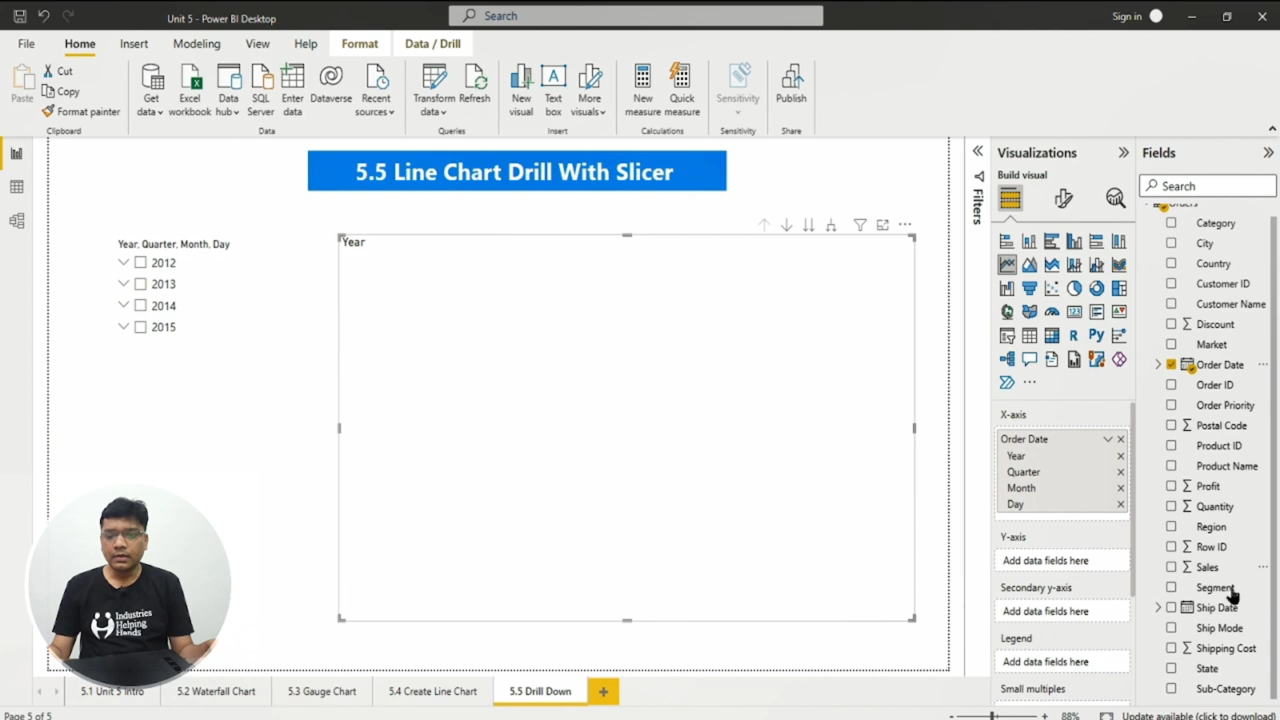 Unit 5 - Power BI Desktop
Search
Sign in
File
Home
Insert
Modeling
View
Help
Format
Data / Drill
Paste
Cut
Copy
Format painter
Clipboard
Get data
Excel workbook
Data hub
SQL Server
Enter data
Dataverse
Recent sources
Data
Transform data
Refresh
Queries
New visual
Text box
More visuals
Insert
New measure
Quick measure
Calculations
Sensitivity
Sensitivity
Publish
Share
5.5 Line Chart Drill With Slicer
Year, Quarter, Month, Day
2012
2013
2014
2015
Year
Industries
Helping
Hands
Filters
Visualizations
Build visual
R
Py
123
X-axis
Order Date
Year
Quarter
Month
Day
Y-axis
Add data fields here
Secondary y-axis
Add data fields here
Legend
Add data fields here
Small multiples
Fields
Search
Category
City
Country
Customer ID
Customer Name
Discount
Market
Order Date
Order ID
Order Priority
Postal Code
Product ID
Product Name
Profit
Quantity
Region
Row ID
Sales
Segment
Ship Date
Ship Mode
Shipping Cost
State
Sub-Category
5.1 Unit 5 Intro
5.2 Waterfall Chart
5.3 Gauge Chart
5.4 Create Line Chart
5.5 Drill Down
Page 5 of 5
88%
Update available (click to download)